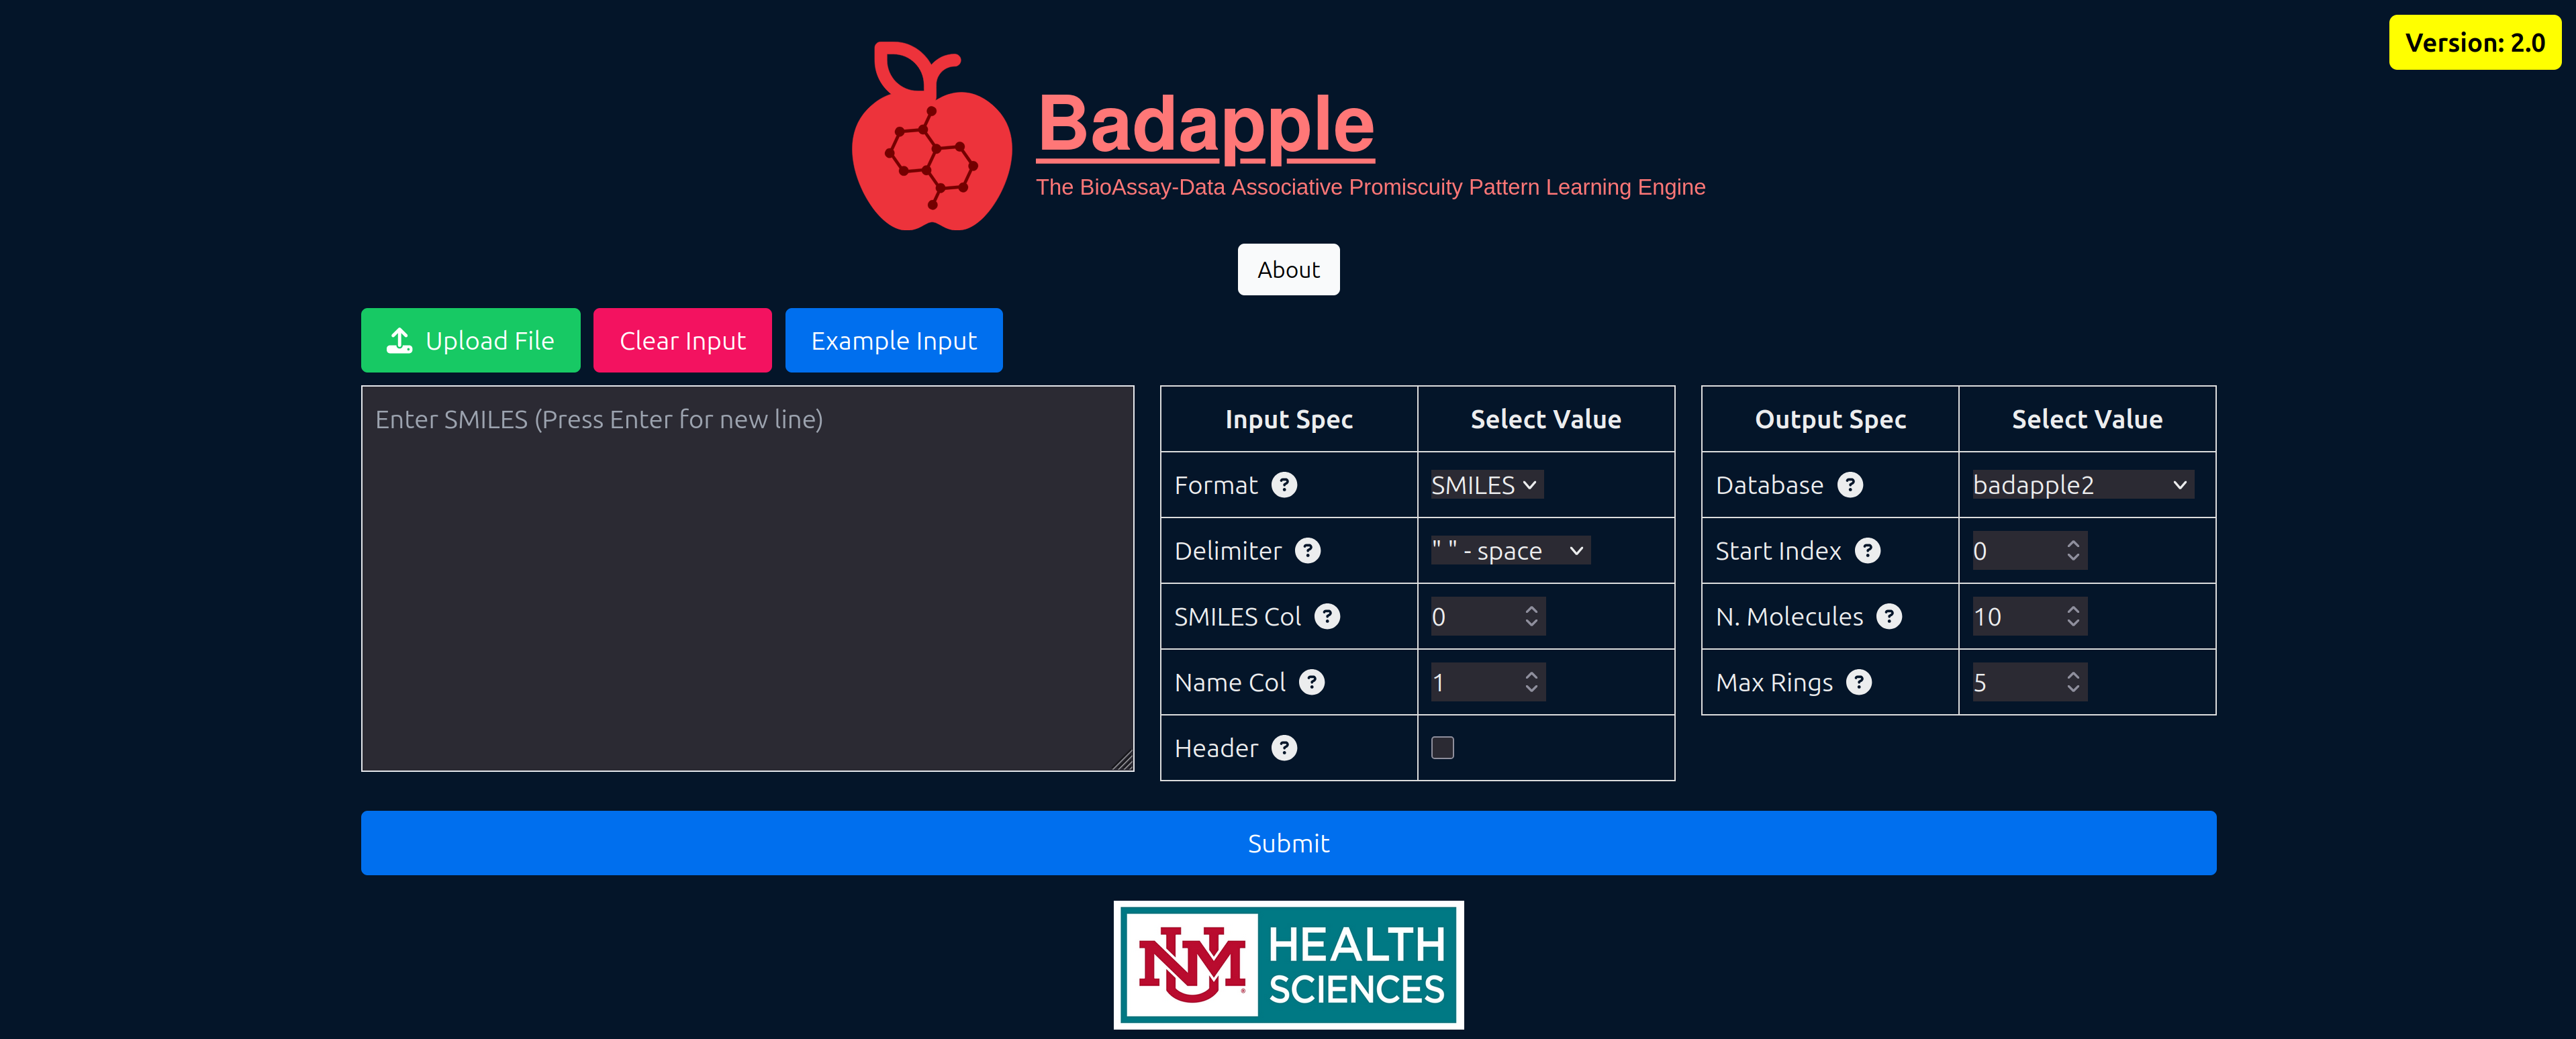 Version: 2.0
Badapple
The BioAssay-Data Associative Promiscuity Pattern Learning Engine
About
Upload File
Clear Input
Example Input
Enter SMILES (Press Enter for new line)
Input Spec Select Value
Format ? SMILES
Delimiter ? " " - space
SMILES Col ? 0
Name Col ? 1
Header ?
Output Spec Select Value
Database ? badapple2
Start Index ? 0
N. Molecules ? 10
Max Rings ? 5
Submit
UNM® HEALTH
SCIENCES